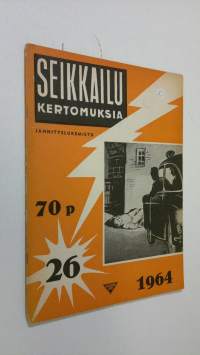 SEIKKAILU
KERTOMUKSIA
JÄNNITYSLUKEMISTO
70 p
26
1964